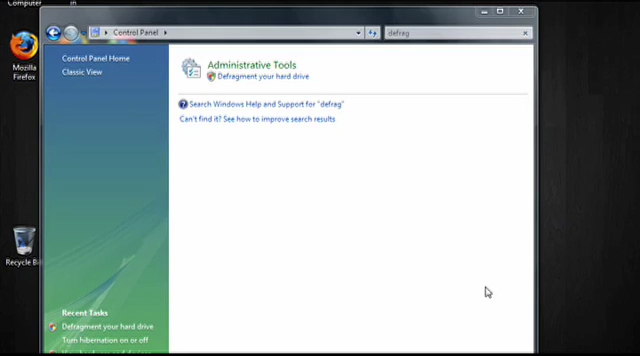 Computer
in
Control Panel
defrag
Mozilla
Firefox
Control Panel Home
Classic View
Administrative Tools
Defragment your hard drive
Search Windows Help and Support for "defrag"
Can't find it? See how to improve search results
Recycle Bi
Recent Tasks
Defragment your hard drive
Turn hibernation on or off